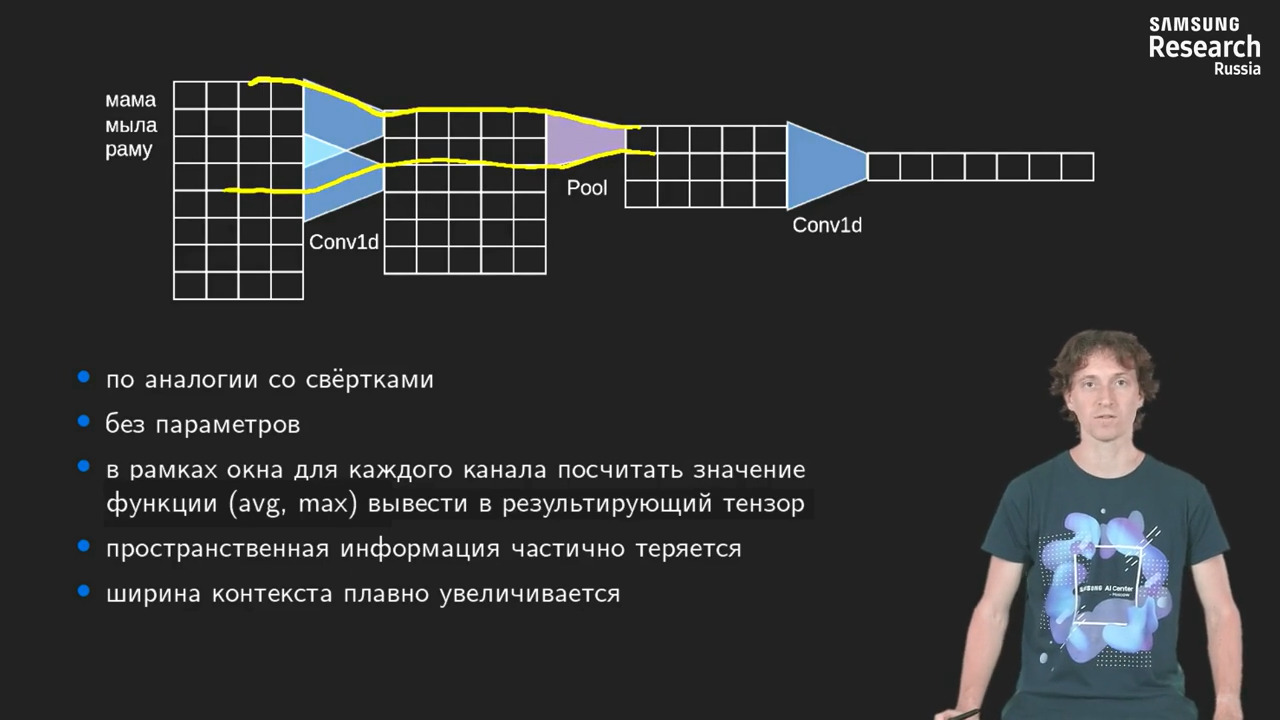 SAMSUNG
Research
Russia
мама
мыла
раму
Conv1d
Pool
Conv1d
по аналогии со свёртками
без параметров
в рамках окна для каждого канала посчитать значение
функции (avg, max) вывести в результирующий тензор
пространственная информация частично теряется
ширина контекста плавно увеличивается
SAMSUNG AI Center